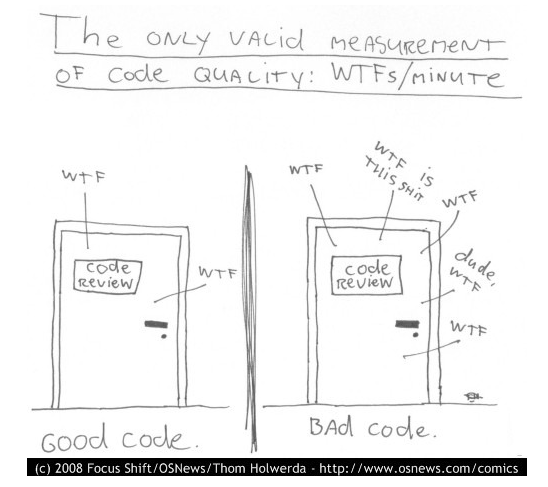 The ONLY VALID MEASUREMENT
OF Code QUALITY: WTFs/MINUTE
WTF
Code
REVIEW
WTF
GOOD code.
WTF
WTF is
THIS SHIT
WTF
code
REVIEW
dude,
WTF
WTF
BAd code.
(c) 2008 Focus Shift/OSNews/Thom Holwerda - http://www.osnews.com/comics